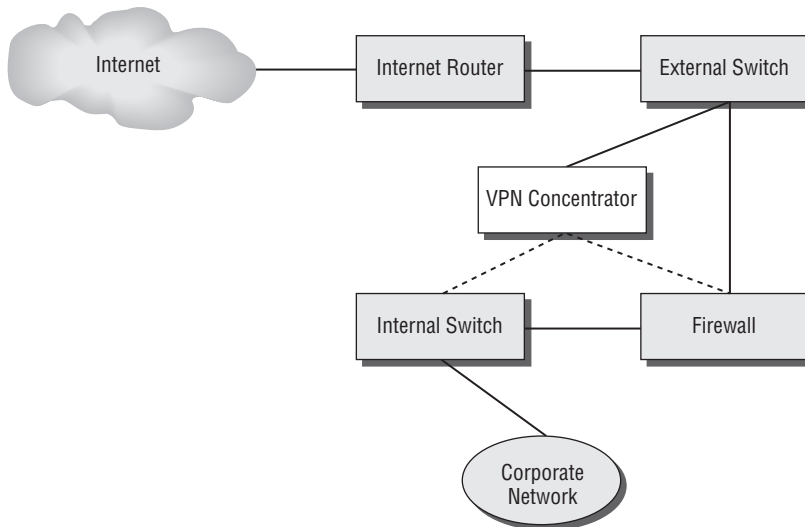 Internet
Internet Router
External Switch
VPN Concentrator
Internal Switch
Firewall
Corporate
Network